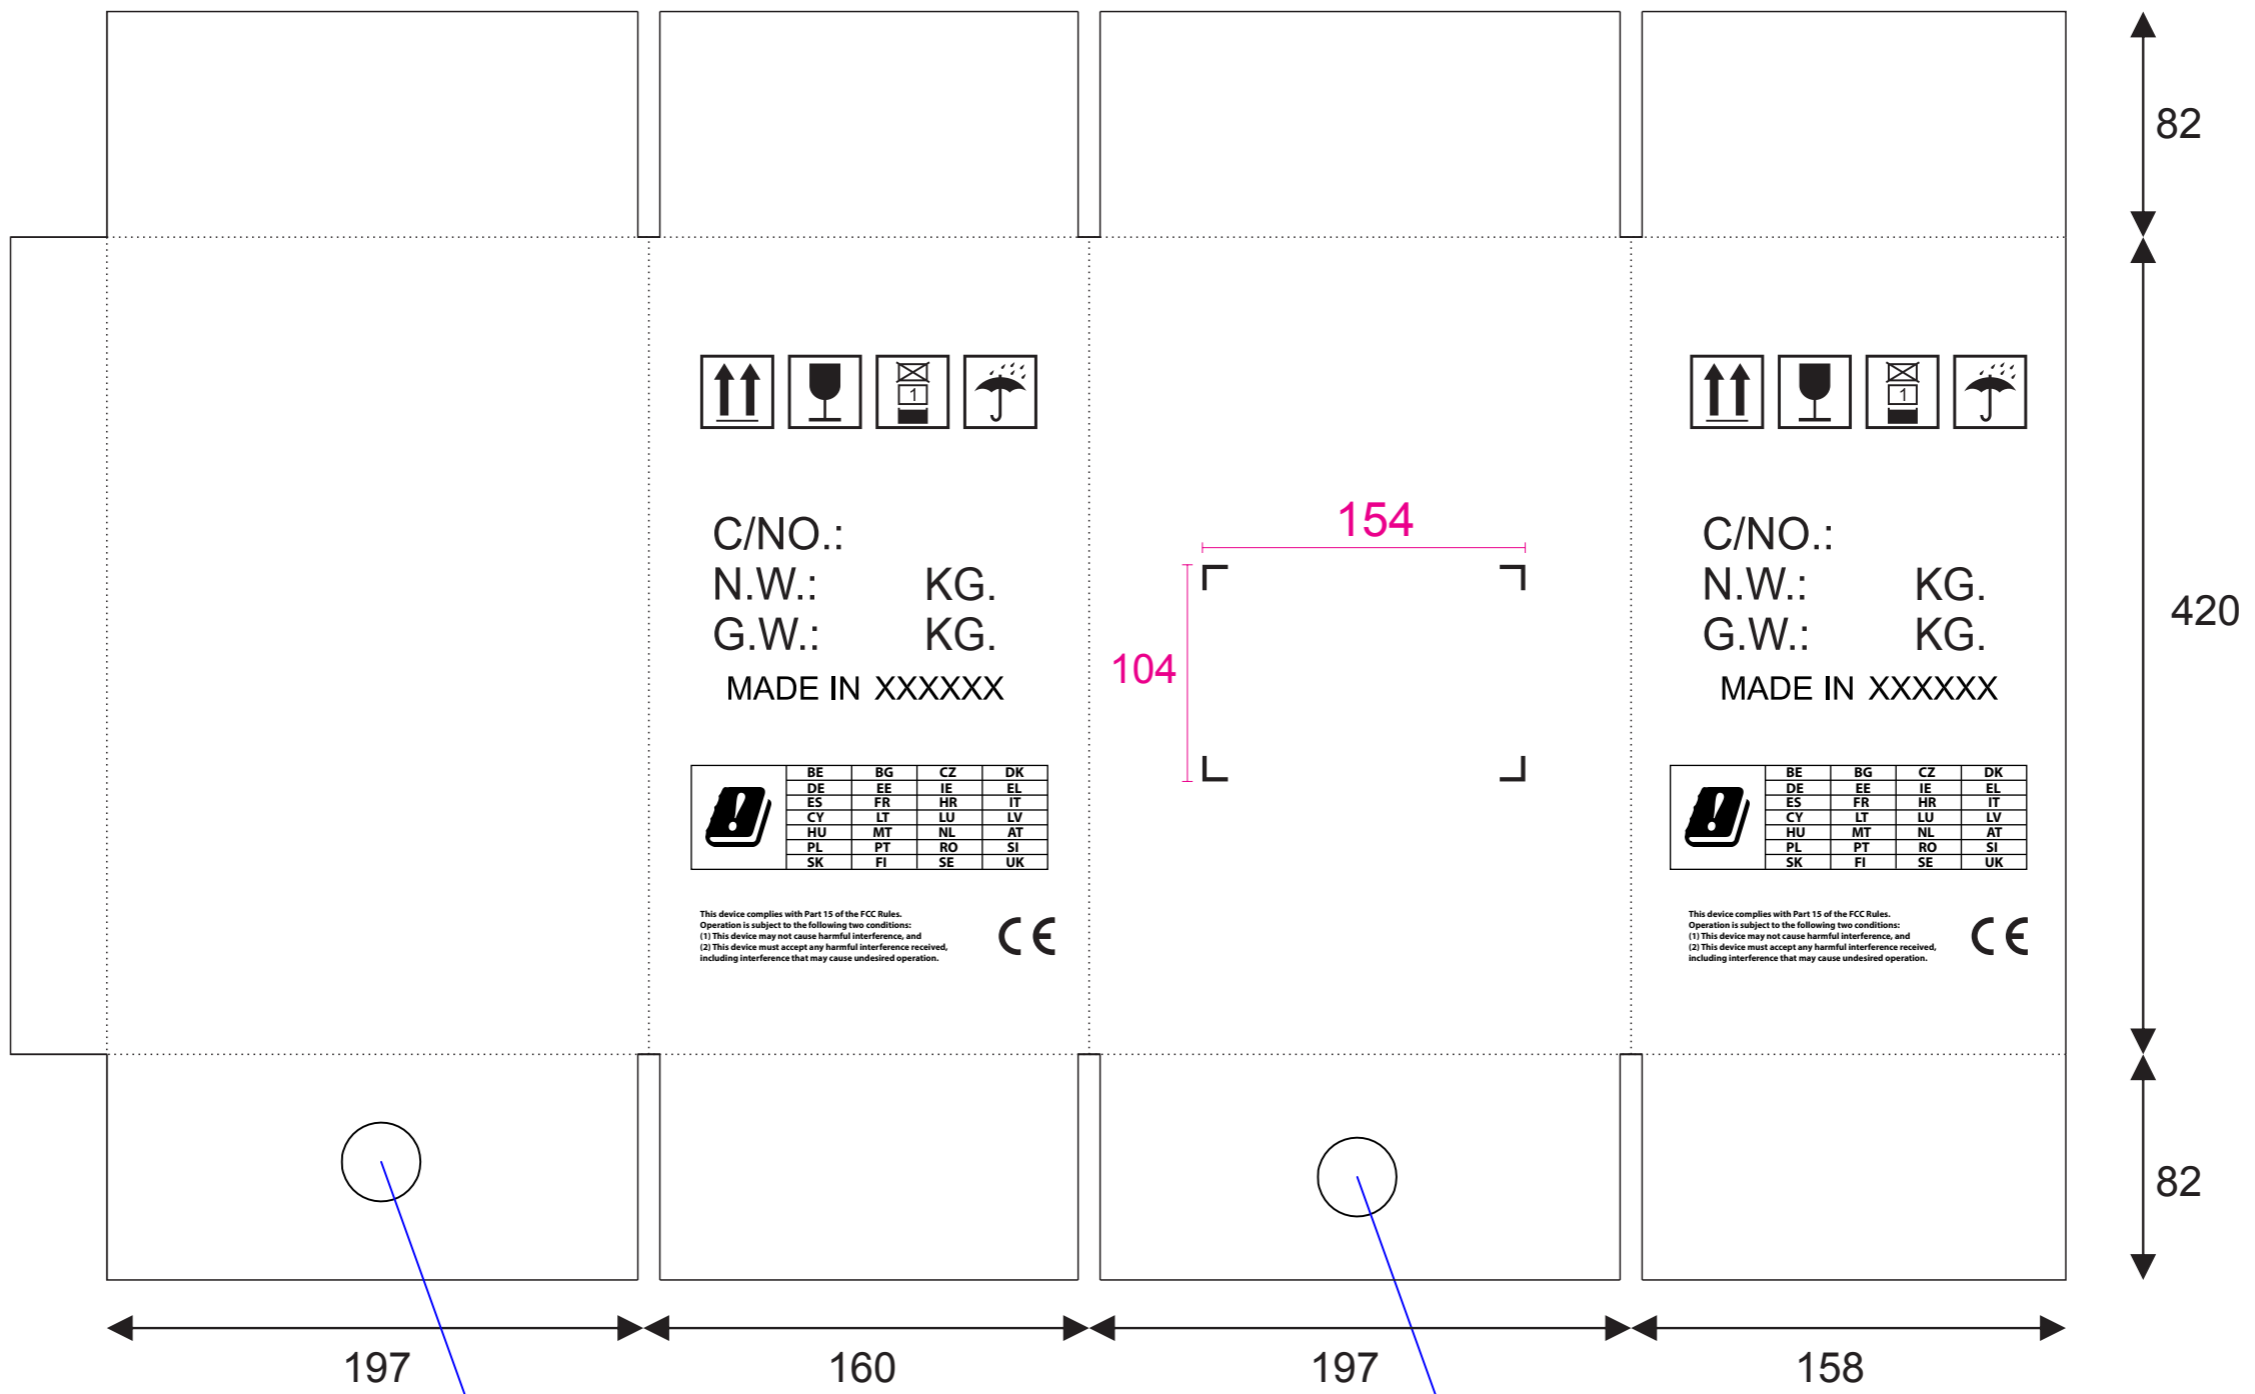 82
1
1
C/NO.:
N.W.: KG.
G.W.: KG.
MADE IN XXXXXX
154
104
C/NO.:
N.W.: KG.
G.W.: KG.
MADE IN XXXXXX
420
BE BG CZ DK
DE EE IE EL
ES FR HR IT
CY LT LU LV
HU MT NL AT
PL PT RO SI
SK FI SE UK
BE BG CZ DK
DE EE IE EL
ES FR HR IT
CY LT LU LV
HU MT NL AT
PL PT RO SI
SK FI SE UK
This device complies with Part 15 of the FCC Rules.
Operation is subject to the following two conditions:
(1) This device may not cause harmful interference, and
(2) This device must accept any harmful interference received,
including interference that may cause undesired operation.
CE
This device complies with Part 15 of the FCC Rules.
Operation is subject to the following two conditions:
(1) This device may not cause harmful interference, and
(2) This device must accept any harmful interference received,
including interference that may cause undesired operation.
CE
82
197
160
197
158